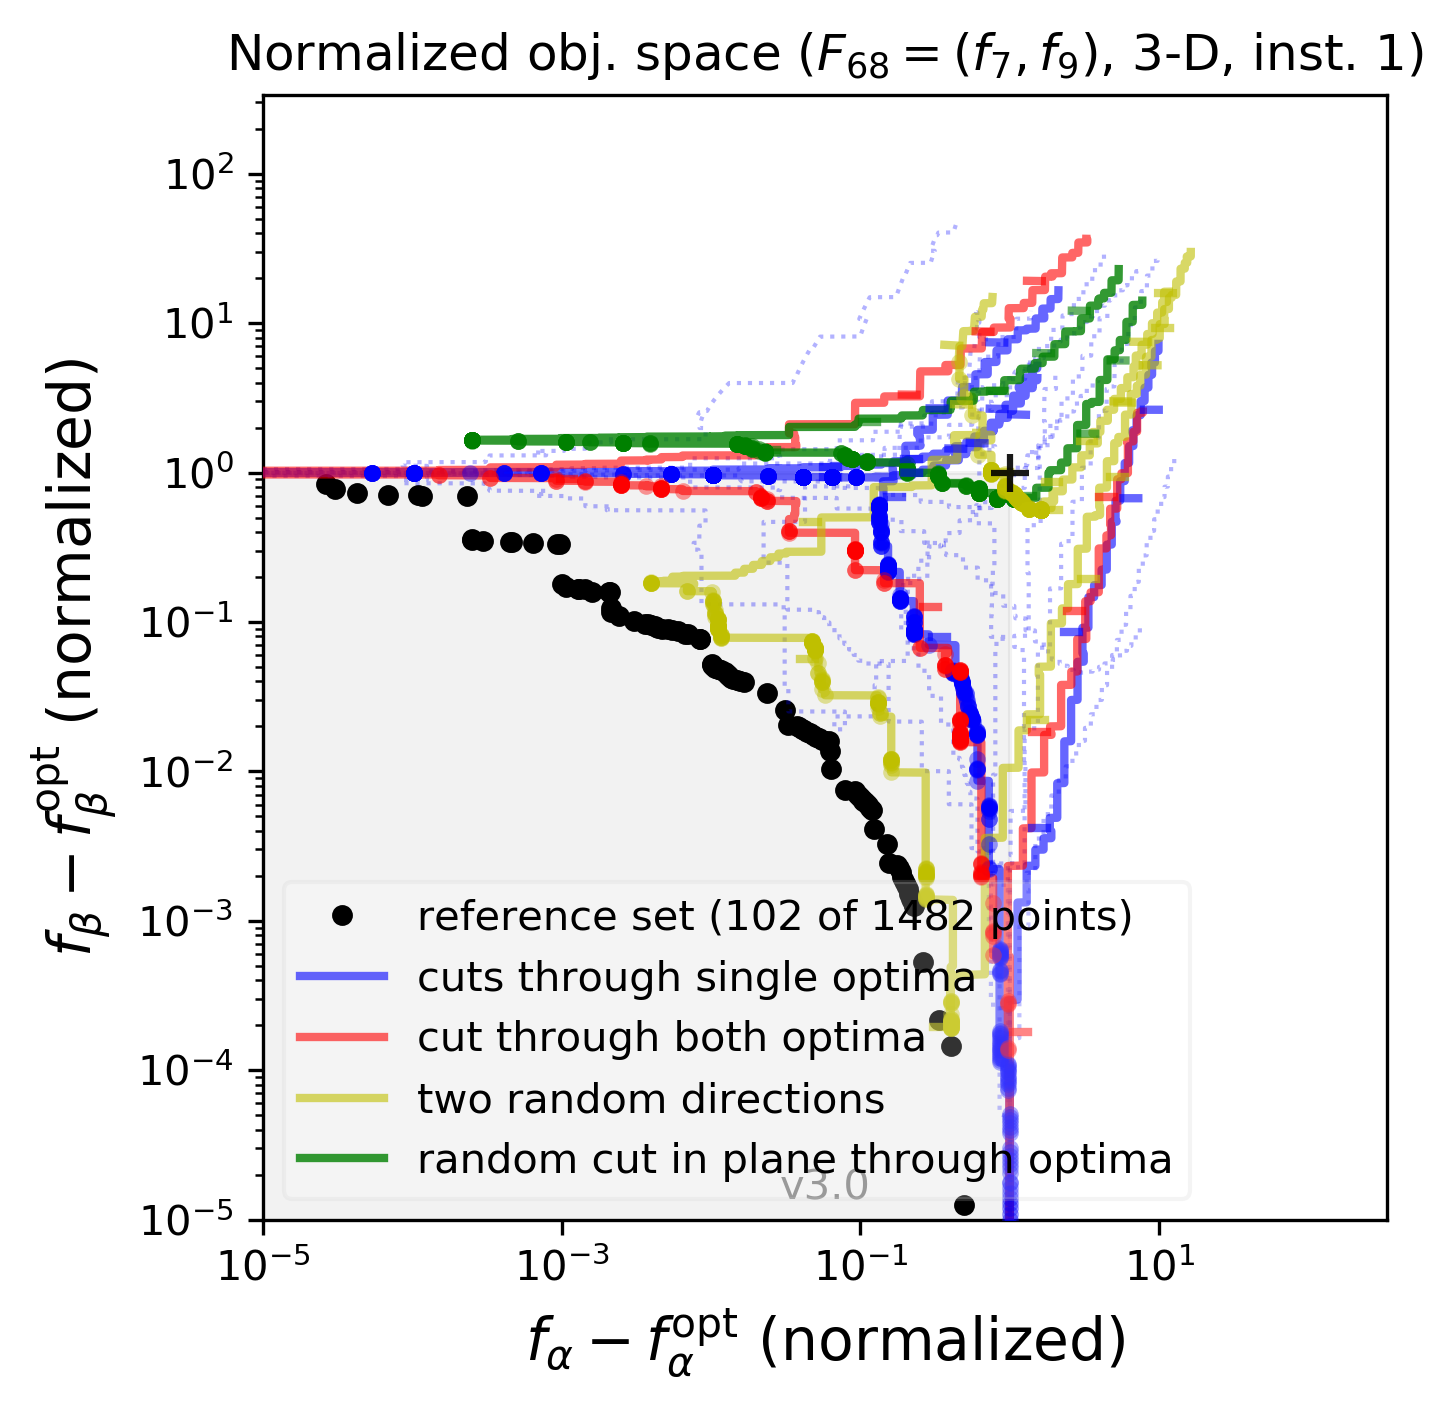 Normalized obj. space (F₆₈ = (f₇, f₉), 3-D, inst. 1)
f_β − f_β^opt (normalized)
10²
10¹
10⁰
10⁻¹
10⁻²
10⁻³
10⁻⁴
10⁻⁵
reference set (102 of 1482 points)
cuts through single optima
cut through both optima
two random directions
random cut in plane through optima
v3.0
10⁻⁵ 10⁻³ 10⁻¹ 10¹
f_α − f_α^opt (normalized)